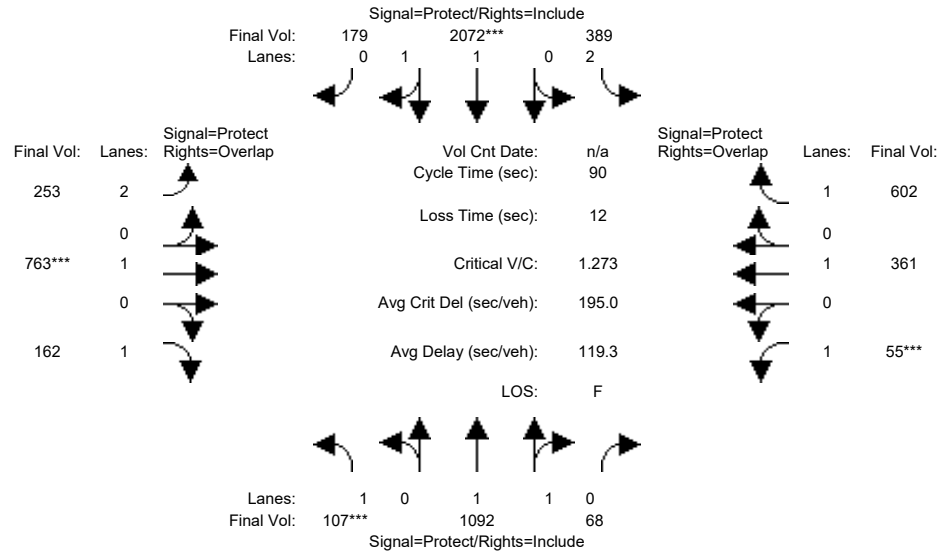 Signal=Protect/Rights=Include
Final Vol: 179 2072*** 389
Lanes: 0 1 1 0 2
Signal=Protect
Final Vol: Lanes: Rights=Overlap
Vol Cnt Date: n/a
Signal=Protect
Rights=Overlap Lanes: Final Vol:
Cycle Time (sec): 90
253 2
1 602
Loss Time (sec): 12
0
0
763*** 1
Critical V/C: 1.273
1 361
0
Avg Crit Del (sec/veh): 195.0
0
162 1
Avg Delay (sec/veh): 119.3
1 55***
LOS: F
Lanes: 1 0 1 1 0
Final Vol: 107*** 1092 68
Signal=Protect/Rights=Include